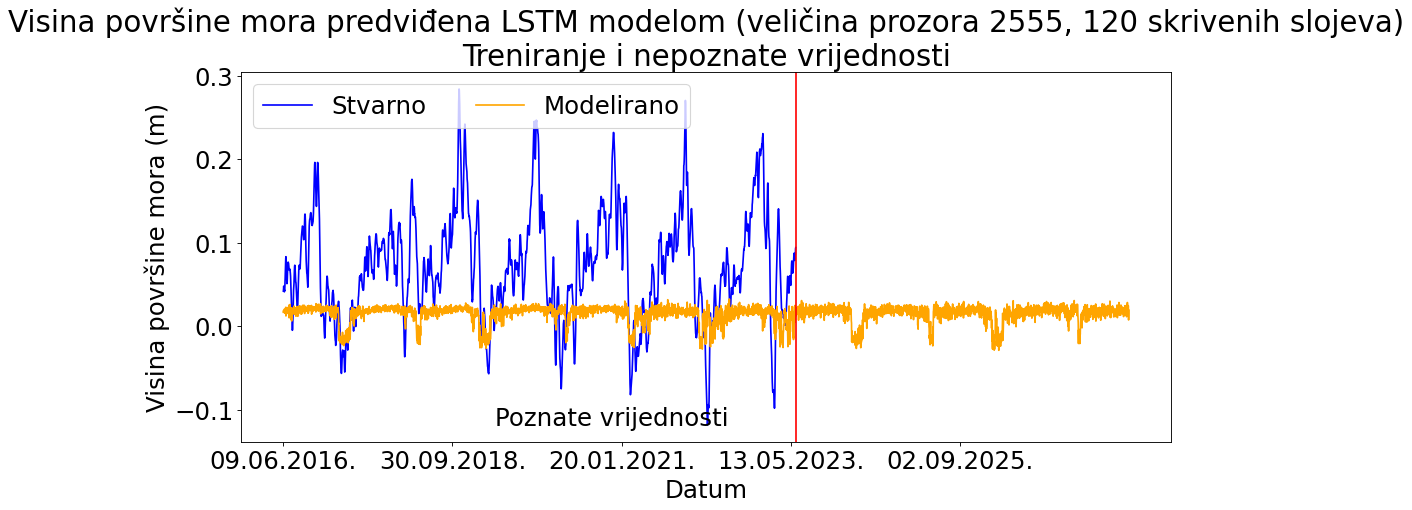 Visina površine mora predviđena LSTM modelom (veličina prozora 2555, 120 skrivenih slojeva)
Treniranje i nepoznate vrijednosti
Stvarno Modelirano
Visina površine mora (m)
0.3
0.2
0.1
0.0
−0.1
Poznate vrijednosti
09.06.2016. 30.09.2018. 20.01.2021. 13.05.2023. 02.09.2025.
Datum